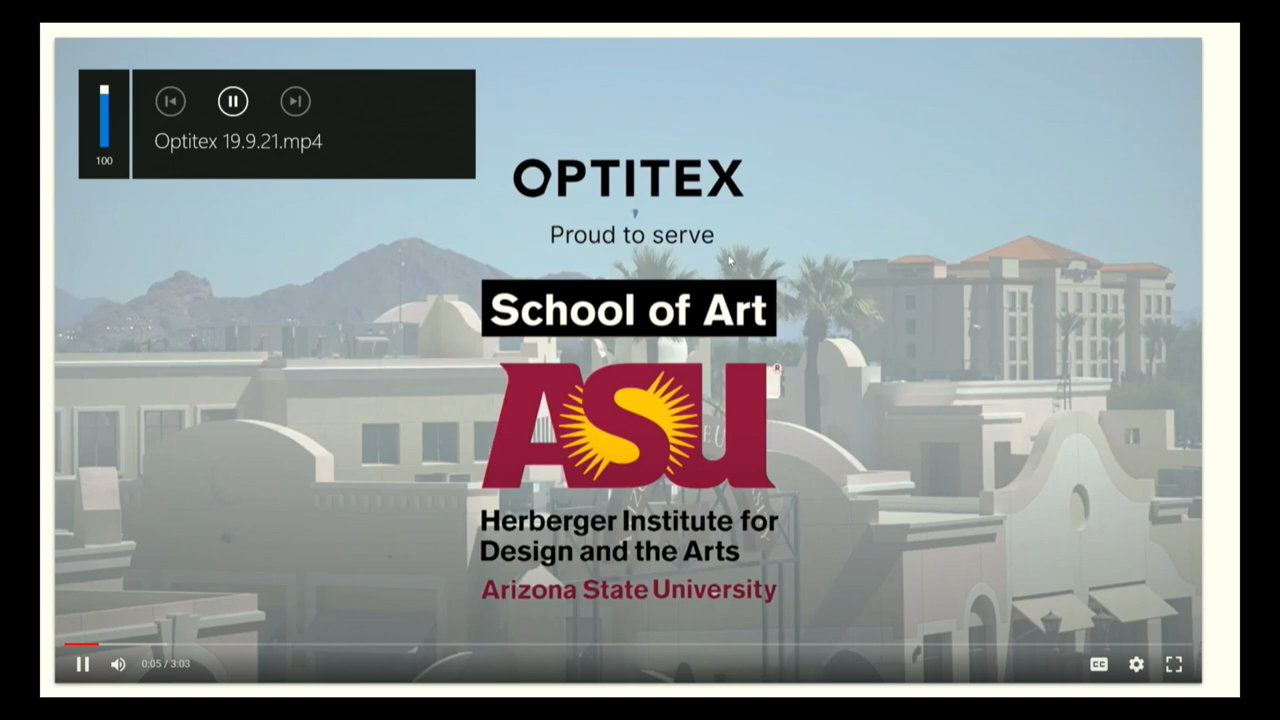 100
Optitex 19.9.21.mp4
OPTITEX
Proud to serve
School of Art
ASU®
Herberger Institute for
Design and the Arts
Arizona State University
0:05 / 3:03
CC